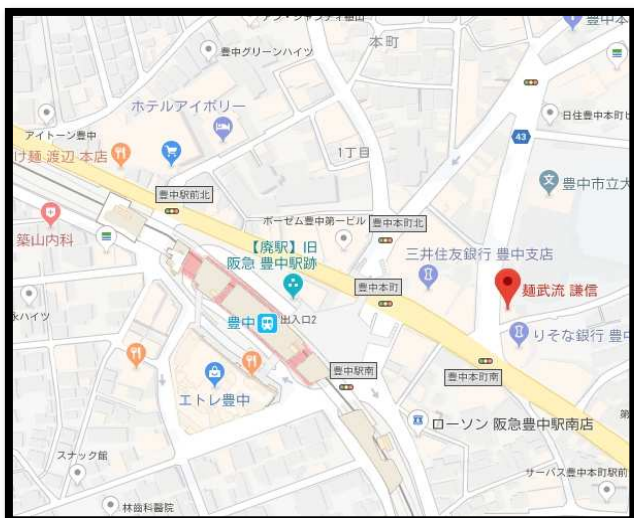 豊中本
豊中グリーンハイツ
本町
ホテルアイボリー
日住豊中本町ビ
アイトーン豊中
43
け麺 渡辺 本店
1丁目
豊中市立大
豊中駅前北
ボーゼム豊中第一ビル
豊中本町北
築山内科
【廃駅】旧
阪急 豊中駅跡
三井住友銀行 豊中支店
豊中本町
麺武流 謙信
永ハイツ
豊中
出入口2
りそな銀行 豊中
豊中駅南
豊中本町南
エトレ豊中
ローソン 阪急豊中駅南店
第
スナック館
サーパス豊中本町駅前
林歯科醫院